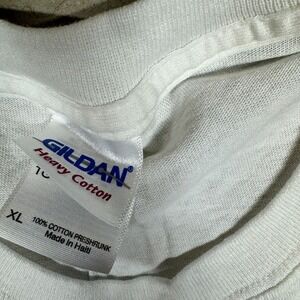 GILDAN®
Heavy Cotton
XL
100% COTTON PRESHRUNK
Made in Haiti